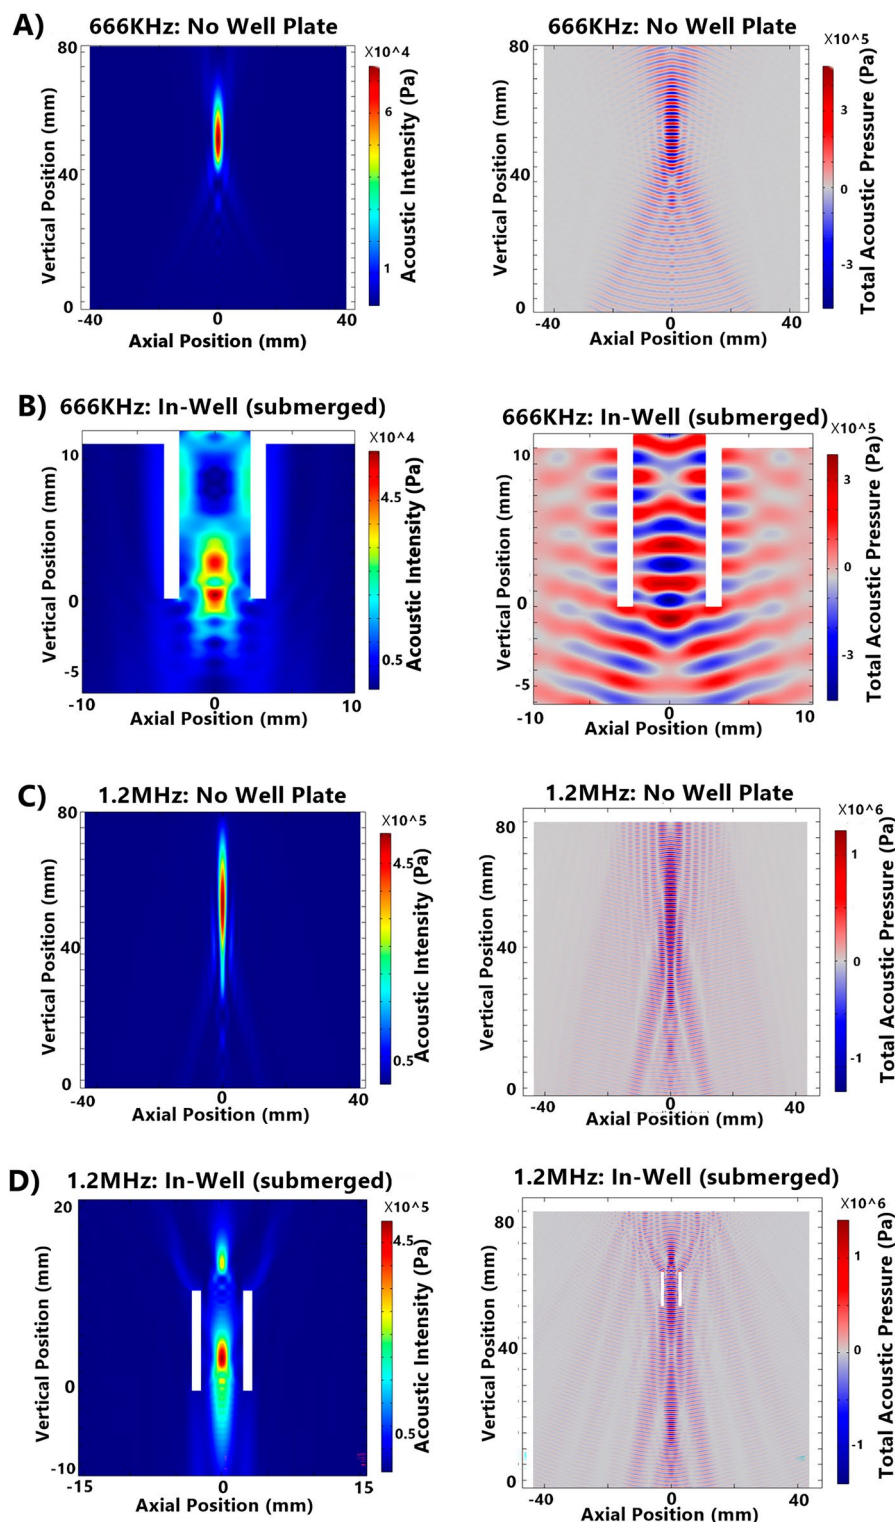 A)
666KHz: No Well Plate
80
40
0
-40
0
40
Vertical Position (mm)
Axial Position (mm)
X10^4
6
1
Acoustic Intensity (Pa)
666KHz: No Well Plate
80
40
0
-40
0
40
Vertical Position (mm)
Axial Position (mm)
X10^5
3
0
-3
Total Acoustic Pressure (Pa)
B)
666KHz: In-Well (submerged)
10
5
0
-5
-10
0
10
Vertical Position (mm)
Axial Position (mm)
X10^4
4.5
0.5
Acoustic Intensity (Pa)
666KHz: In-Well (submerged)
10
5
0
-5
-10
0
10
Vertical Position (mm)
Axial Position (mm)
X10^5
3
0
-3
Total Acoustic Pressure (Pa)
C)
1.2MHz: No Well Plate
80
40
0
-40
0
40
Vertical Position (mm)
Axial Position (mm)
X10^5
4.5
0.5
Acoustic Intensity (Pa)
1.2MHz: No Well Plate
80
40
0
-40
0
40
Vertical Position (mm)
Axial Position (mm)
X10^6
1
0
-1
Total Acoustic Pressure (Pa)
D)
1.2MHz: In-Well (submerged)
20
10
0
-10
-15
0
15
Vertical Position (mm)
Axial Position (mm)
X10^5
4.5
0.5
Acoustic Intensity (Pa)
1.2MHz: In-Well (submerged)
80
40
0
-40
0
40
Vertical Position (mm)
Axial Position (mm)
X10^6
1
0
-1
Total Acoustic Pressure (Pa)